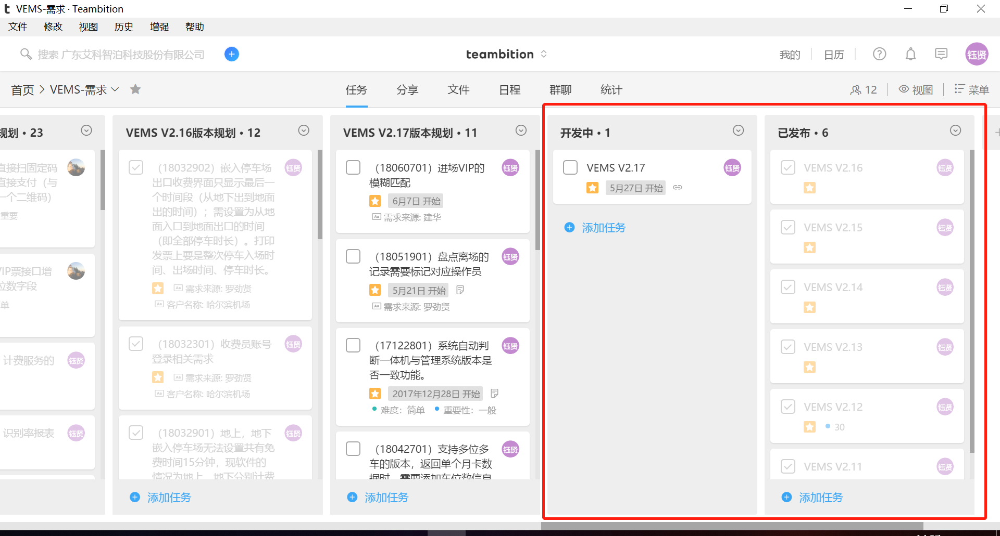 VEMS-需求 · Teambition
文件 修改 视图 历史 增强 帮助
搜索 广东艾科智泊科技股份有限公司
teambition
我的 日历
钰贤
首页 > VEMS-需求
任务 分享 文件 日程 群聊 统计
12 视图 菜单
规划 • 23
直接扫固定码
直接支付（与
一个二维码）
重要
VIP票接口增
位数字段
单
计费服务的
钰贤
识别率报表
钰贤
VEMS V2.16版本规划 • 12
（18032902）嵌入停车场
出口收费界面只显示最后一
个时间段（从地下出到地面
出的时间）；需设置为从地
面入口到地面出口的时间
（即全部停车时长）。打印
发票上要是整次停车入场时
间、出场时间、停车时长。
钰贤
需求来源: 罗劲贤
客户名称: 哈尔滨机场
（18032301）收费员账号
登录相关需求
钰贤
需求来源: 罗劲贤
客户名称: 哈尔滨机场
（18032901）地上，地下
嵌入停车场无法设置共有免
费时间15分钟，现软件的
情况为地上，地下分别计费
钰贤
添加任务
VEMS V2.17版本规划 • 11
（18060701）进场VIP的
模糊匹配
钰贤
6月7日 开始
需求来源: 建华
（18051901）盘点离场的
记录需要标记对应操作员
钰贤
5月21日 开始
需求来源: 罗劲贤
（17122801）系统自动判
断一体机与管理系统版本是
否一致功能。
钰贤
2017年12月28日 开始
难度：简单 重要性：一般
（18042701）支持多位多
车的版本，返回单个月卡数
据时，需要添加车位数信息
钰贤
添加任务
开发中 • 1
VEMS V2.17
钰贤
5月27日 开始
添加任务
已发布 • 6
VEMS V2.16
钰贤
VEMS V2.15
钰贤
VEMS V2.14
钰贤
VEMS V2.13
钰贤
VEMS V2.12
钰贤
30
VEMS V2.11
钰贤
添加任务